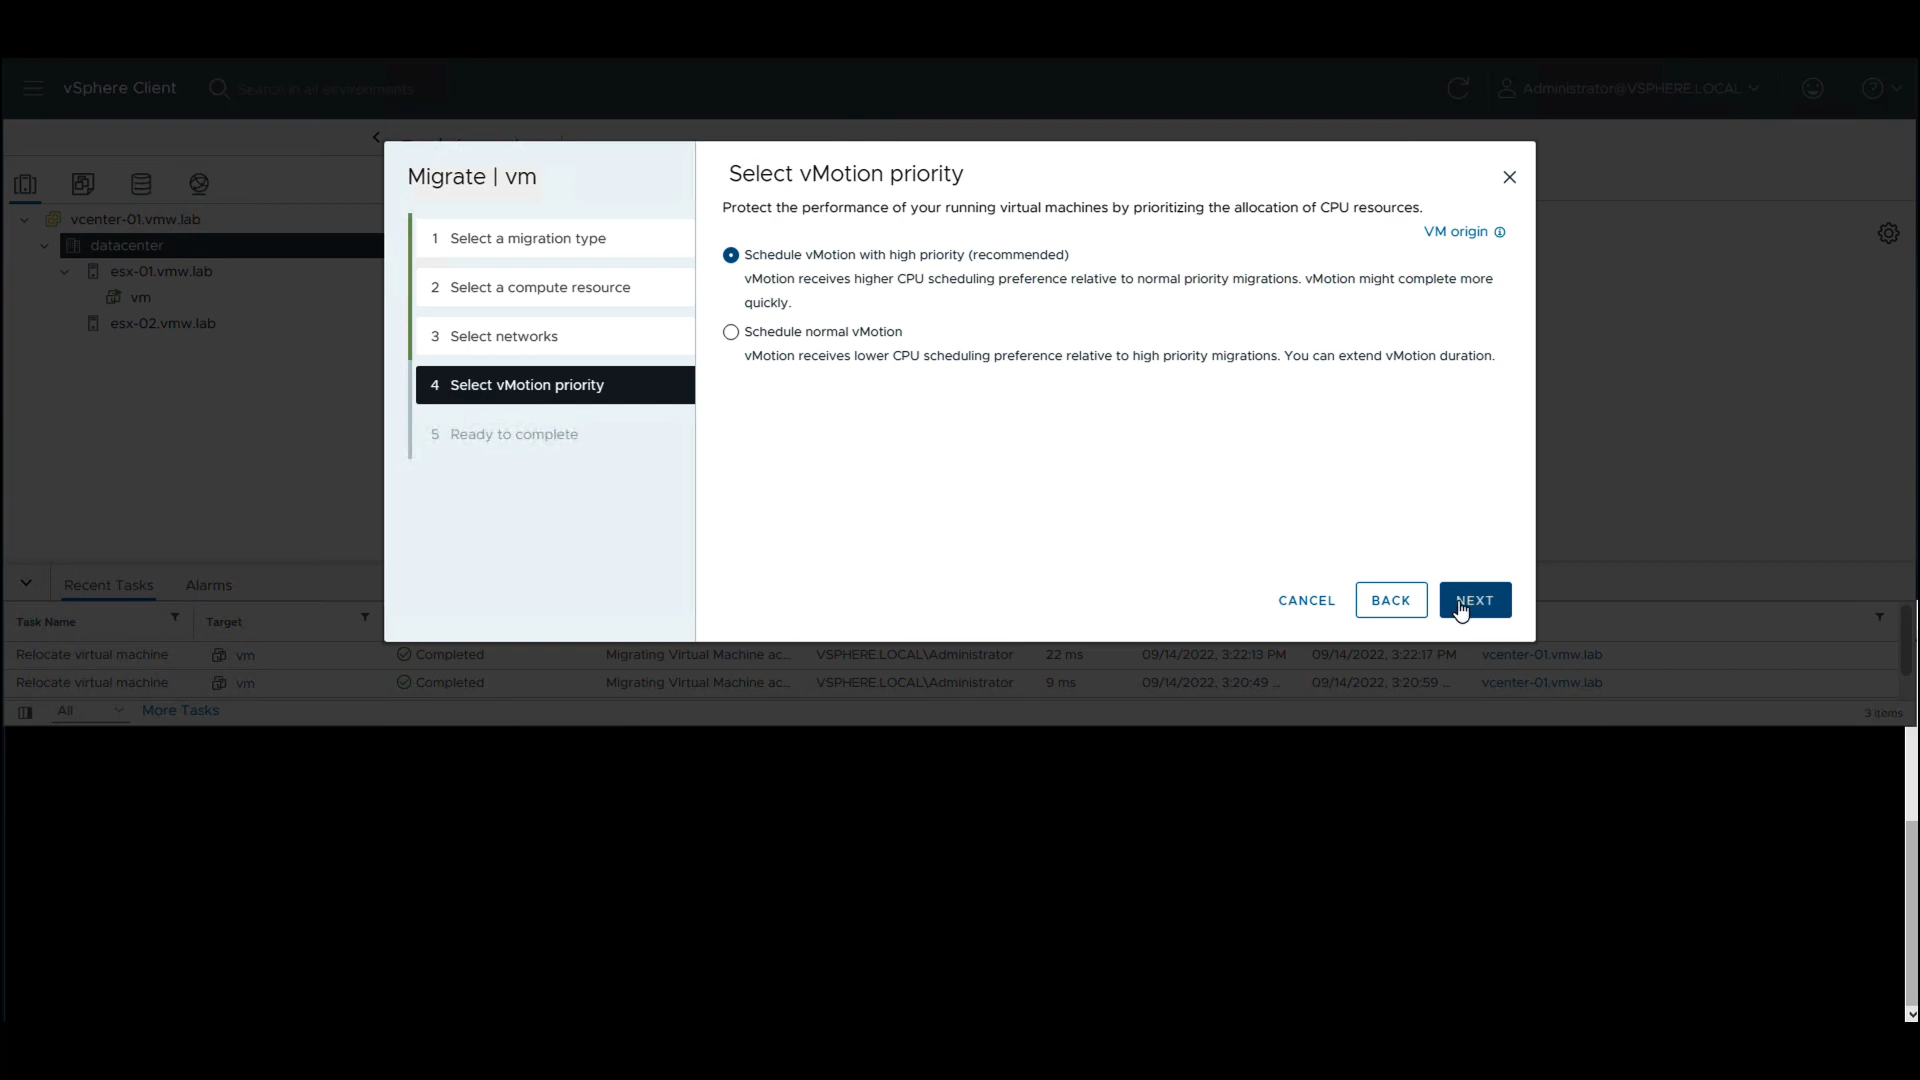 vSphere Client
Search in all environments
Administrator@VSPHERE.LOCAL
vcenter-01.vmw.lab
datacenter
esx-01.vmw.lab
vm
esx-02.vmw.lab
Migrate | vm
1 Select a migration type
2 Select a compute resource
3 Select networks
4 Select vMotion priority
5 Ready to complete
Select vMotion priority
Protect the performance of your running virtual machines by prioritizing the allocation of CPU resources.
VM origin
Schedule vMotion with high priority (recommended)
vMotion receives higher CPU scheduling preference relative to normal priority migrations. vMotion might complete more
quickly.
Schedule normal vMotion
vMotion receives lower CPU scheduling preference relative to high priority migrations. You can extend vMotion duration.
CANCEL BACK NEXT
Recent Tasks Alarms
Task Name Target
Relocate virtual machine vm Completed Migrating Virtual Machine ac... VSPHERE.LOCAL\Administrator 22 ms 09/14/2022, 3:22:13 PM 09/14/2022, 3:22:17 PM vcenter-01.vmw.lab
Relocate virtual machine vm Completed Migrating Virtual Machine ac... VSPHERE.LOCAL\Administrator 9 ms 09/14/2022, 3:20:49 ... 09/14/2022, 3:20:59 ... vcenter-01.vmw.lab
All More Tasks 3 items